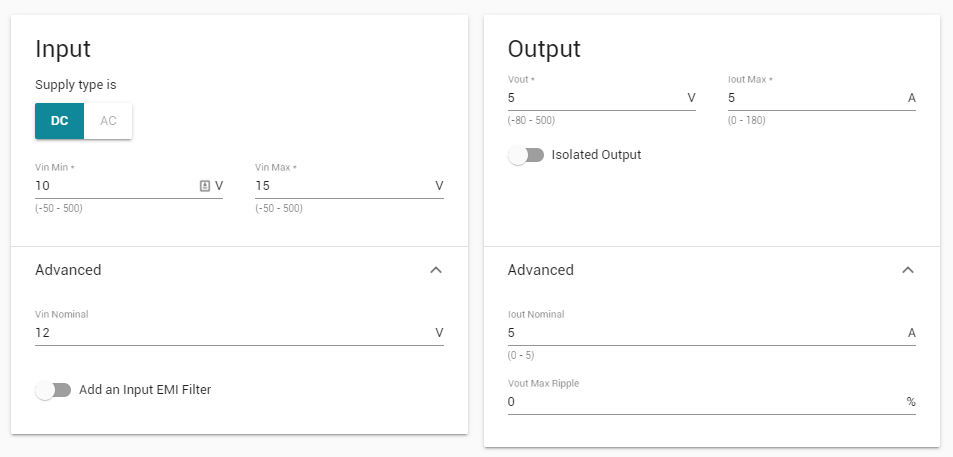 Input
Supply type is
DC AC
Vin Min *
10 V
(-50 - 500)
Vin Max *
15 V
(-50 - 500)
Advanced
Vin Nominal
12 V
Add an Input EMI Filter
Output
Vout *
5 V
(-80 - 500)
Iout Max *
5 A
(0 - 180)
Isolated Output
Advanced
Iout Nominal
5 A
(0 - 5)
Vout Max Ripple
0 %